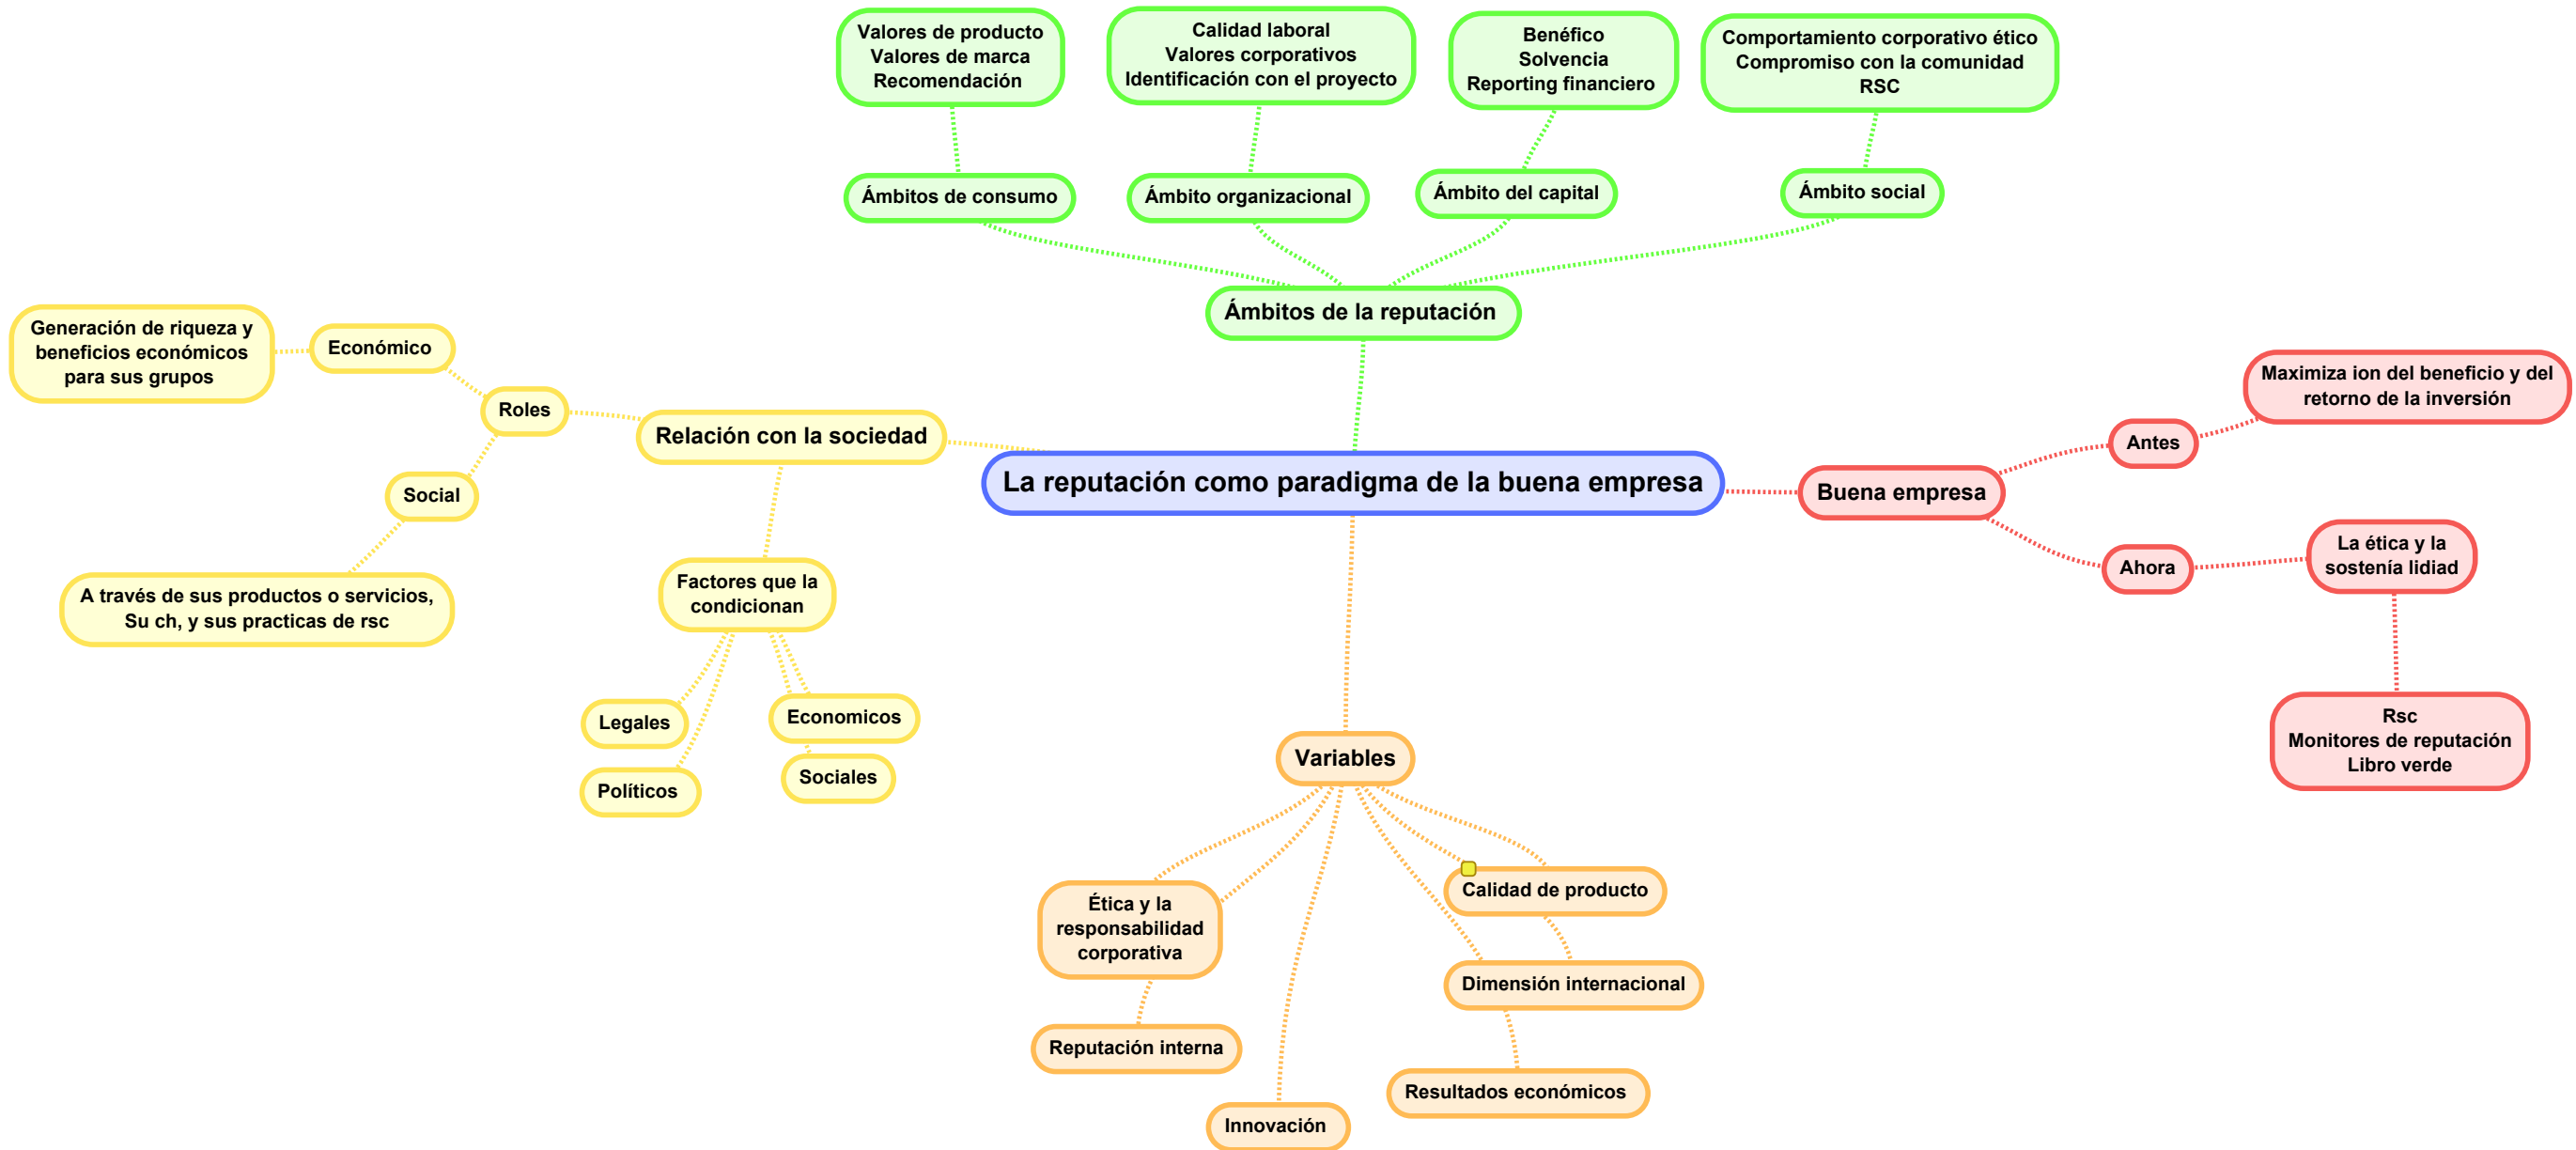 Valores de producto
Valores de marca
Recomendación
Calidad laboral
Valores corporativos
Identificación con el proyecto
Benéfico
Solvencia
Reporting financiero
Comportamiento corporativo ético
Compromiso con la comunidad
RSC
Ámbitos de consumo
Ámbito organizacional
Ámbito del capital
Ámbito social
Ámbitos de la reputación
Generación de riqueza y
beneficios económicos
para sus grupos
Económico
Roles
Relación con la sociedad
Social
A través de sus productos o servicios,
Su ch, y sus practicas de rsc
Factores que la
condicionan
Legales
Políticos
Economicos
Sociales
La reputación como paradigma de la buena empresa
Buena empresa
Antes
Maximiza ion del beneficio y del
retorno de la inversión
Ahora
La ética y la
sostenía lidiad
Rsc
Monitores de reputación
Libro verde
Variables
Ética y la
responsabilidad
corporativa
Reputación interna
Innovación
Calidad de producto
Dimensión internacional
Resultados económicos